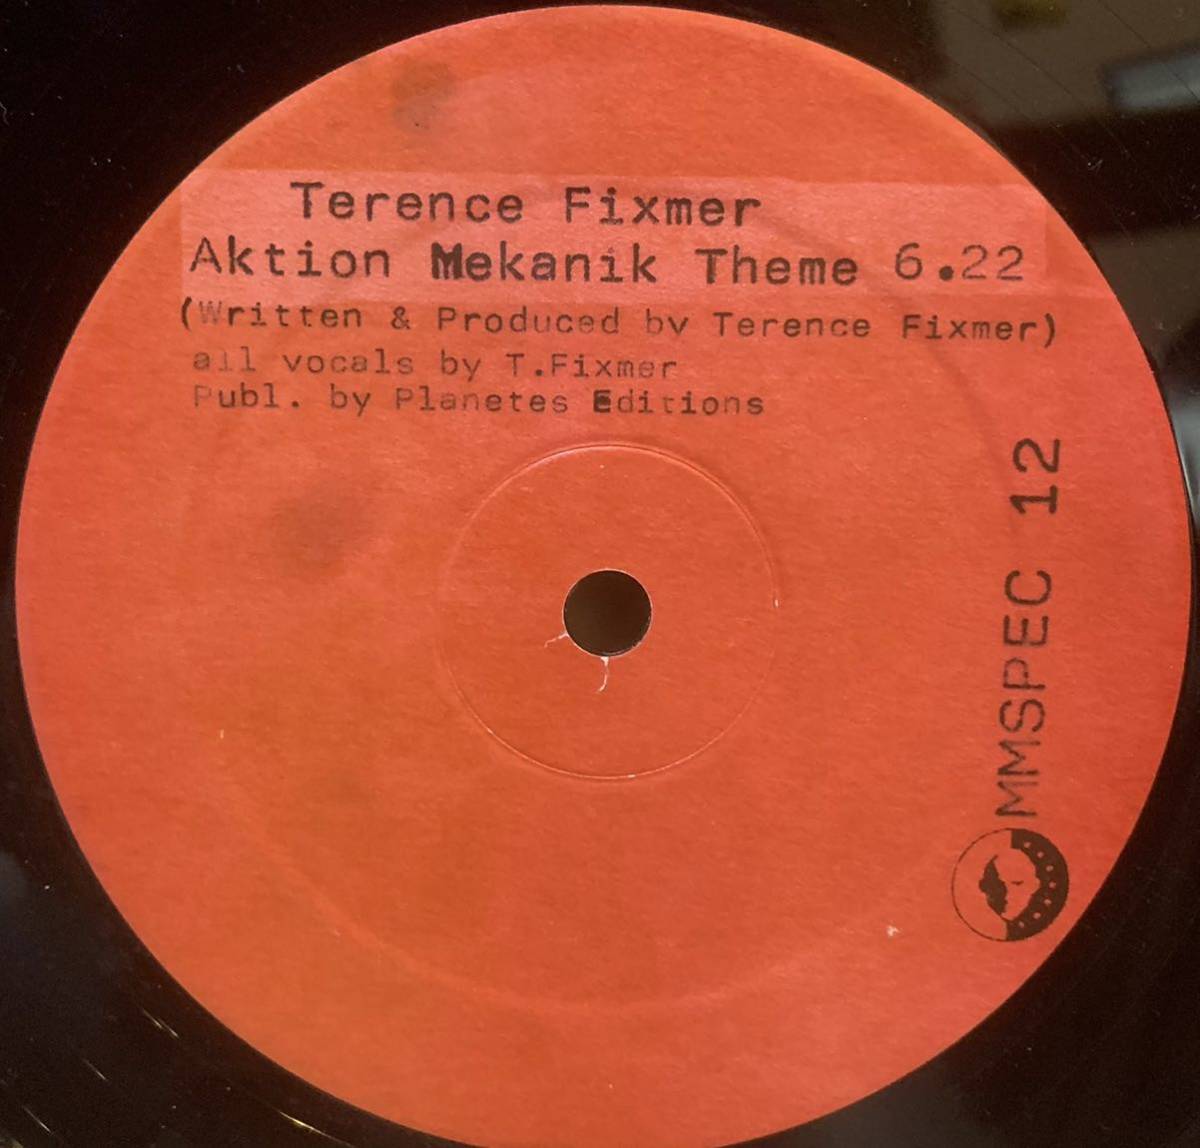 Terence Fixmer
Aktion Mekanik Theme 6.22
(Written & Produced by Terence Fixmer)
all vocals by T.Fixmer
Publ. by Planetes Editions
MMSPEC 12